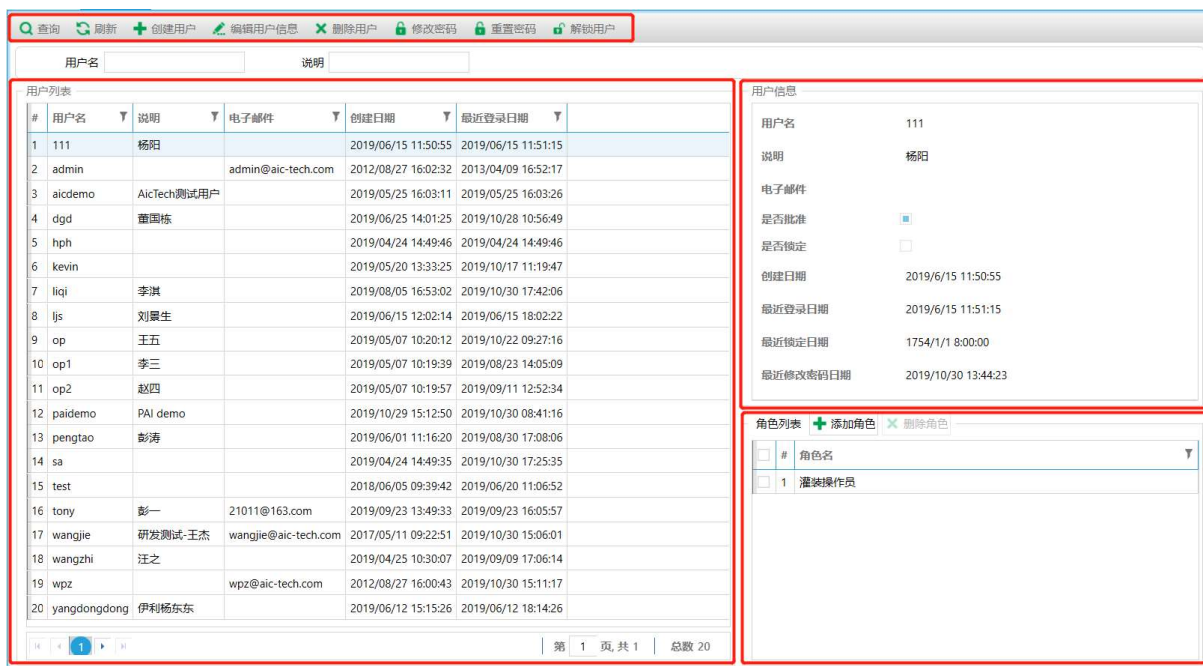 查询 刷新 创建用户 编辑用户信息 删除用户 修改密码 重置密码 解锁用户
用户名 说明
用户列表
# 用户名 说明 电子邮件 创建日期 最近登录日期
1 111 杨阳 2019/06/15 11:50:55 2019/06/15 11:51:15
2 admin admin@aic-tech.com 2012/08/27 16:02:32 2013/04/09 16:52:17
3 aicdemo AicTech测试用户 2019/05/25 16:03:11 2019/05/25 16:03:26
4 dgd 董国栋 2019/06/25 14:01:25 2019/10/28 10:56:49
5 hph 2019/04/24 14:49:46 2019/04/24 14:49:46
6 kevin 2019/05/20 13:33:25 2019/10/17 11:19:47
7 liqi 李淇 2019/08/05 16:53:02 2019/10/30 17:42:06
8 ljs 刘景生 2019/06/15 12:02:14 2019/06/15 18:02:22
9 op 王五 2019/05/07 10:20:12 2019/10/22 09:27:16
10 op1 李三 2019/05/07 10:19:39 2019/08/23 14:05:09
11 op2 赵四 2019/05/07 10:19:57 2019/09/11 12:52:34
12 paidemo PAI demo 2019/10/29 15:12:50 2019/10/30 08:41:16
13 pengtao 彭涛 2019/06/01 11:16:20 2019/08/30 17:08:06
14 sa 2019/04/24 14:49:35 2019/10/30 17:25:35
15 test 2018/06/05 09:39:42 2019/06/20 11:06:52
16 tony 彭一 21011@163.com 2019/09/23 13:49:33 2019/09/23 16:05:57
17 wangjie 研发测试-王杰 wangjie@aic-tech.com 2017/05/11 09:22:51 2019/10/30 15:06:01
18 wangzhi 汪之 2019/04/25 10:30:07 2019/09/09 17:06:14
19 wpz wpz@aic-tech.com 2012/08/27 16:00:43 2019/10/30 15:11:17
20 yangdongdong 伊利杨东东 2019/06/12 15:15:26 2019/06/12 18:14:26
1 第 1 页,共 1 总数 20
用户信息
用户名 111
说明 杨阳
电子邮件
是否批准
是否锁定
创建日期 2019/6/15 11:50:55
最近登录日期 2019/6/15 11:51:15
最近锁定日期 1754/1/1 8:00:00
最近修改密码日期 2019/10/30 13:44:23
角色列表 添加角色 删除角色
# 角色名
1 灌装操作员